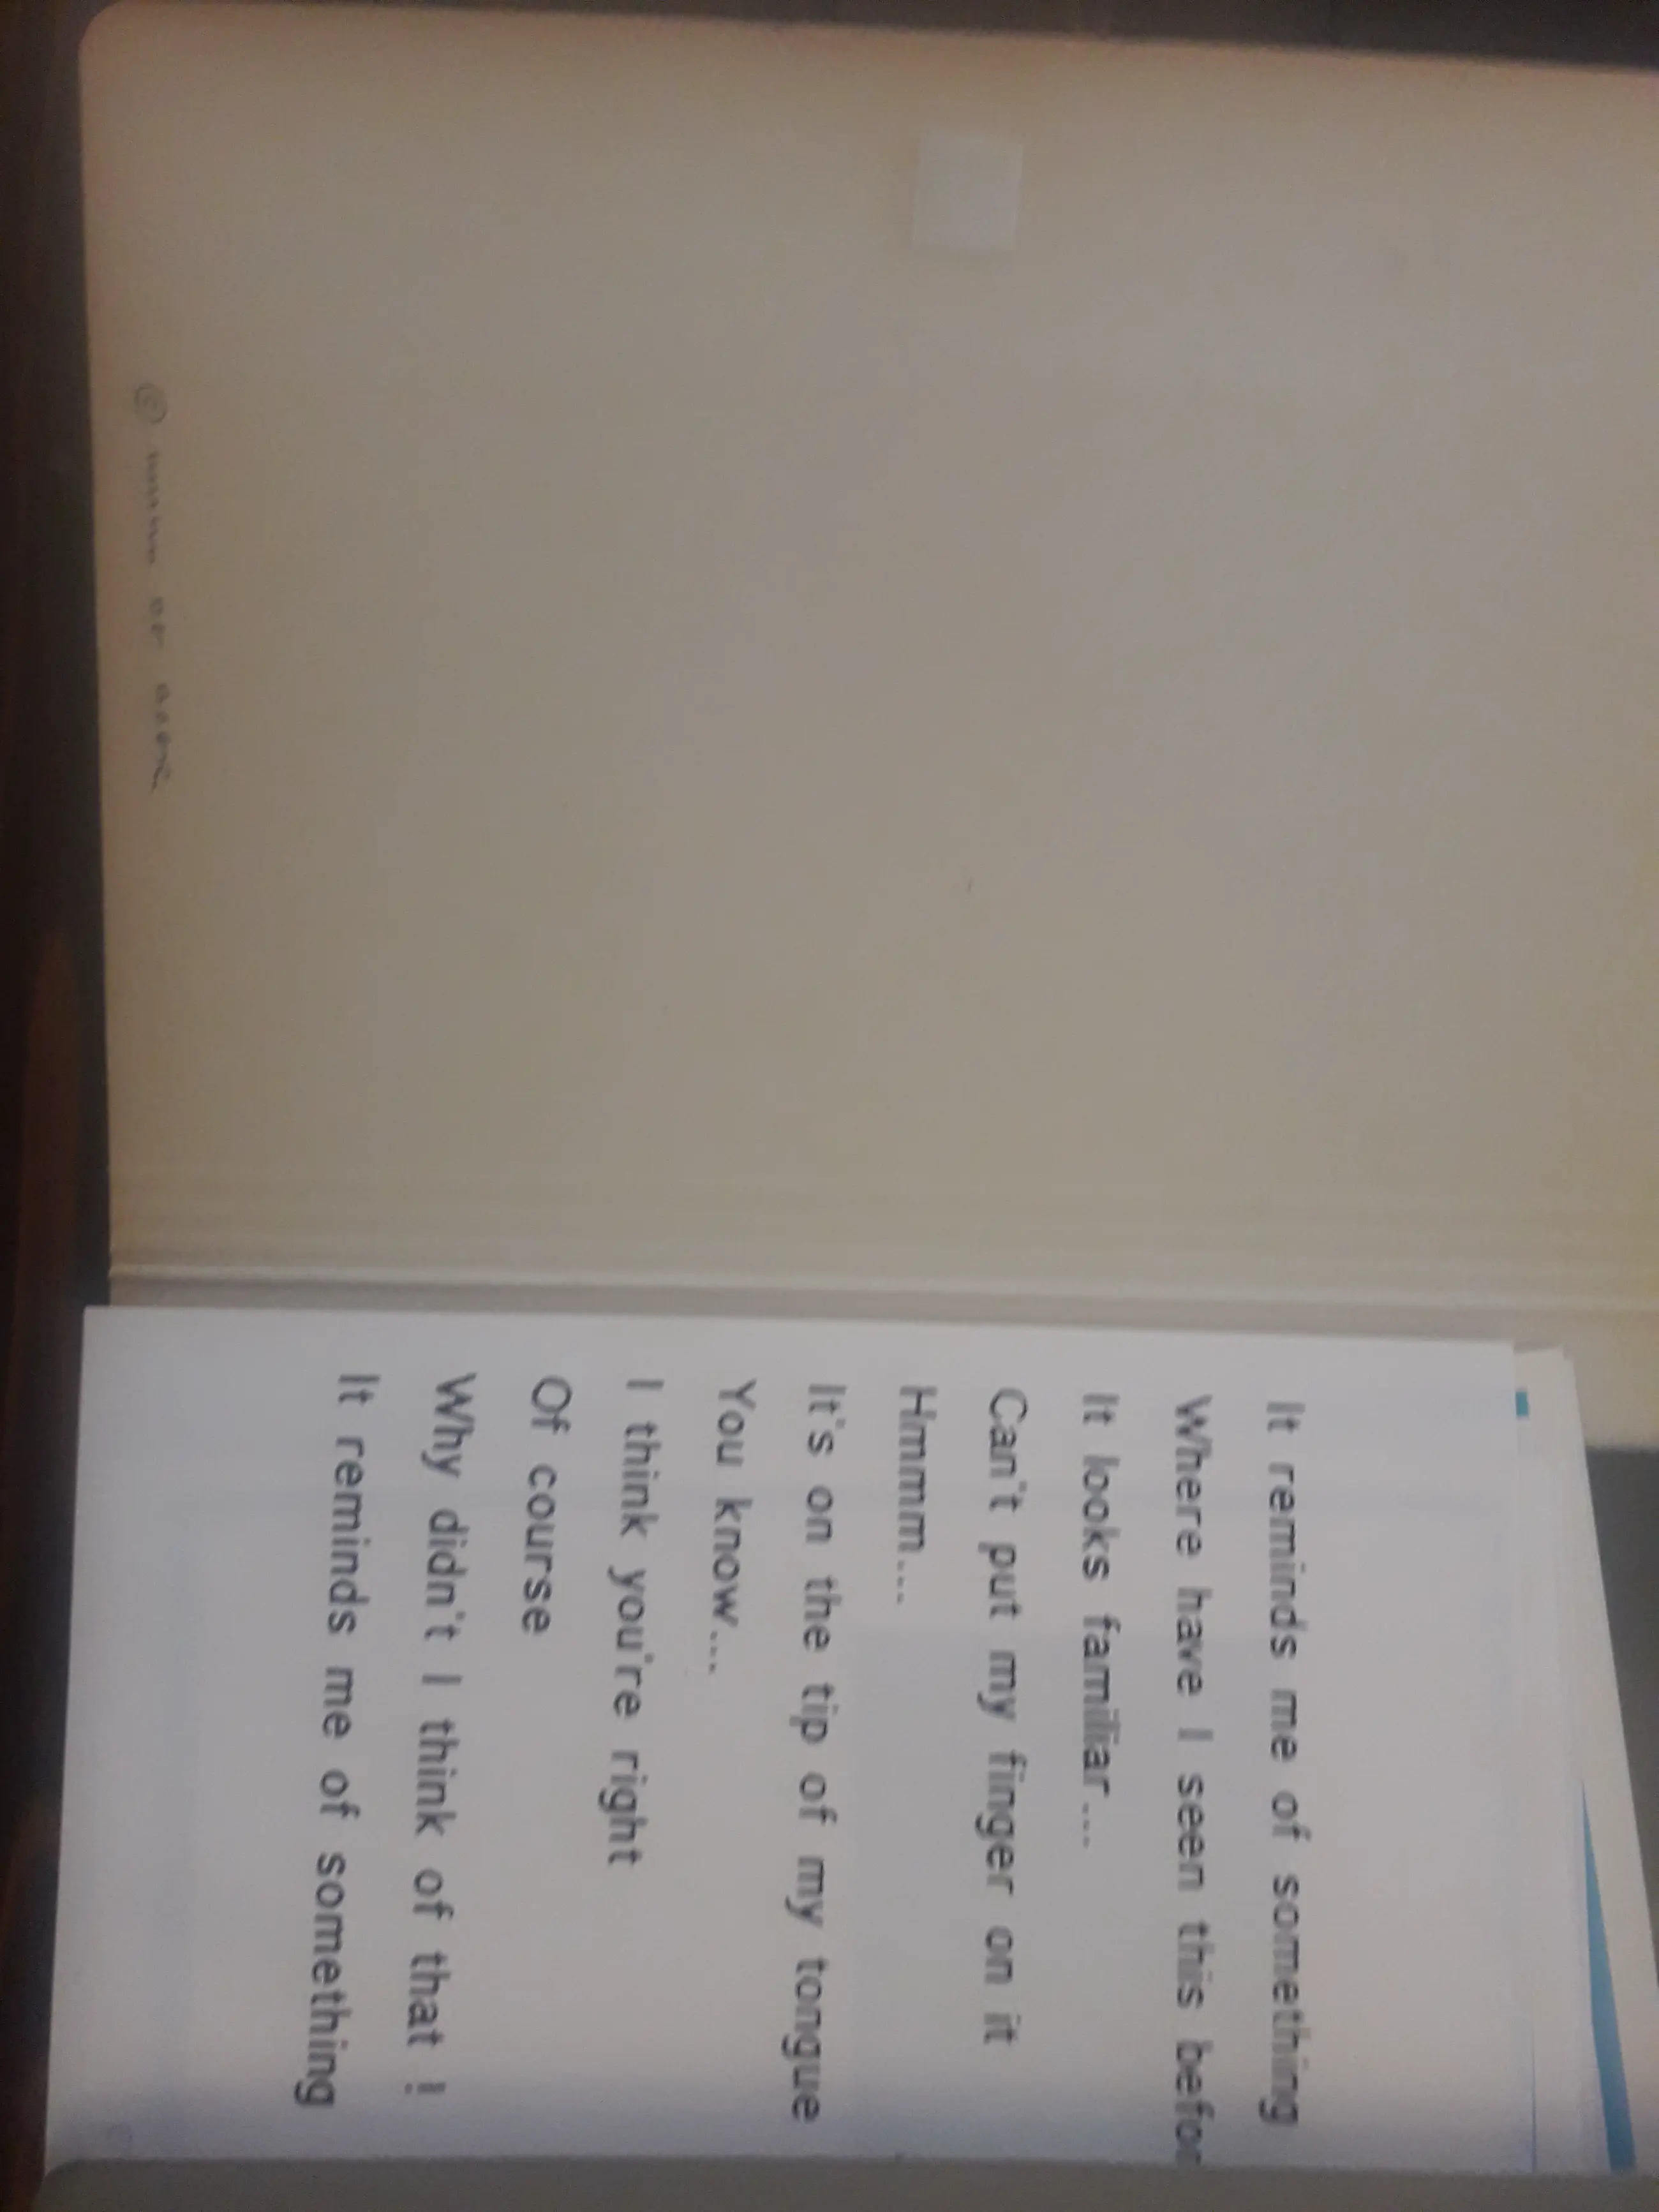 It reminds me of something
Where have I seen this befor
It looks familiar....
Can't put my finger on it
Hmmm...
It's on the tip of my tongue
You know....
I think you're right
Of course
Why didn't I think of that !
It reminds me of something